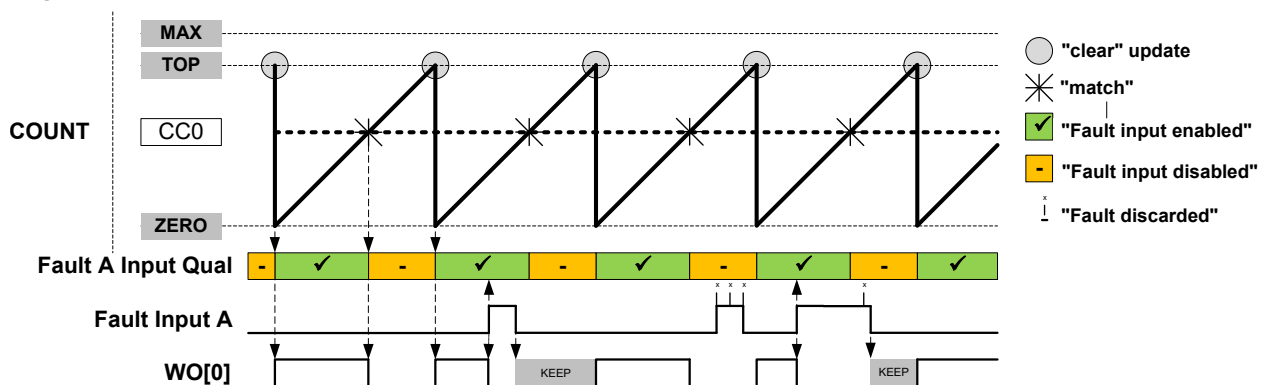 MAX
"clear" update
TOP
"match"
COUNT
CC0
"Fault input enabled"
"Fault input disabled"
x
"Fault discarded"
ZERO
Fault A Input Qual
- ✓ - ✓ - ✓ - ✓ - ✓
x x x x
Fault Input A
WO[0]
KEEP KEEP